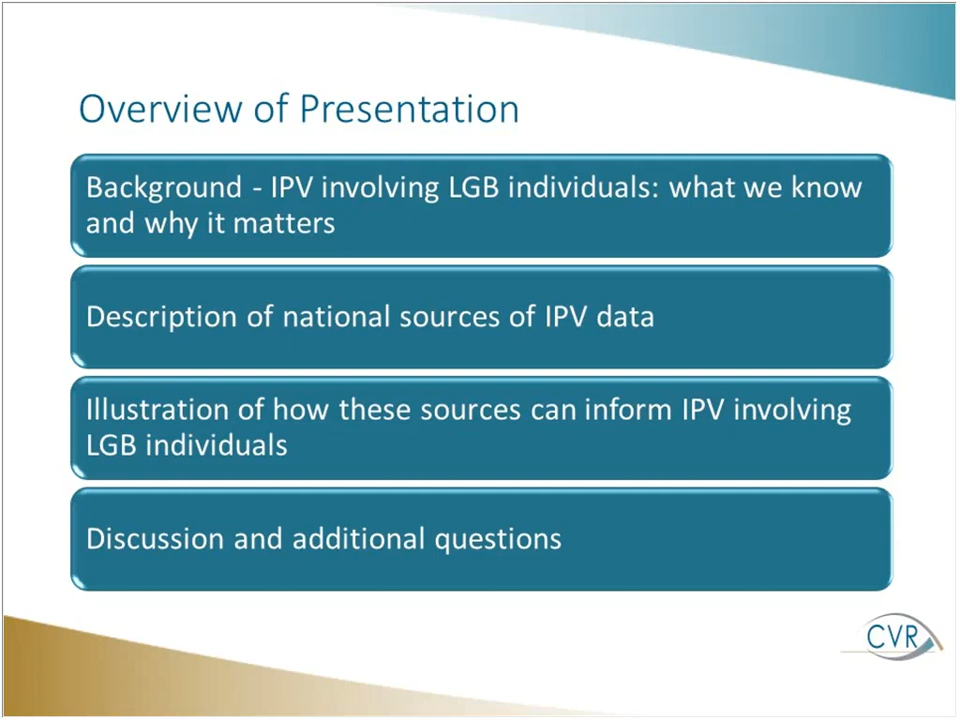 Overview of Presentation
Background - IPV involving LGB individuals: what we know
and why it matters
Description of national sources of IPV data
Illustration of how these sources can inform IPV involving
LGB individuals
Discussion and additional questions
CVR